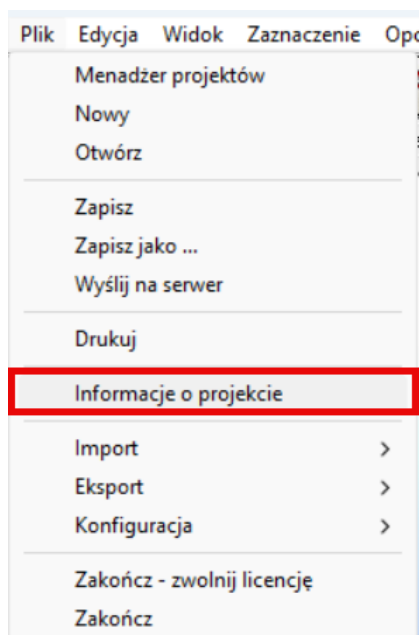 Plik Edycja Widok Zaznaczenie
Menadżer projektów
Nowy
Otwórz
Zapisz
Zapisz jako ...
Wyślij na serwer
Drukuj
Informacje o projekcie
Import
Eksport
Konfiguracja
Zakończ - zwolnij licencję
Zakończ